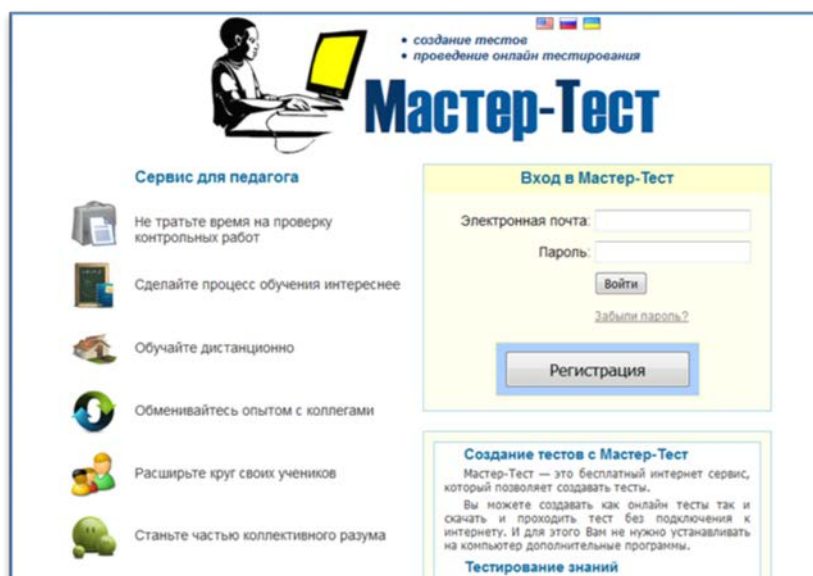 • создание тестов
• проведение онлайн тестирования
Мастер-Тест
Сервис для педагога
Не тратьте время на проверку
контрольных работ
Сделайте процесс обучения интереснее
Обучайте дистанционно
Обменивайтесь опытом с коллегами
Расширьте круг своих учеников
Станьте частью коллективного разума
Вход в Мастер-Тест
Электронная почта:
Пароль:
Войти
Забыли пароль?
Регистрация
Создание тестов с Мастер-Тест
Мастер-Тест — это бесплатный интернет сервис,
который позволяет создавать тесты.
Вы можете создавать как онлайн тесты так и
скачать и проходить тест без подключения к
интернету. И для этого Вам не нужно устанавливать
на компьютер дополнительные программы.
Тестирование знаний